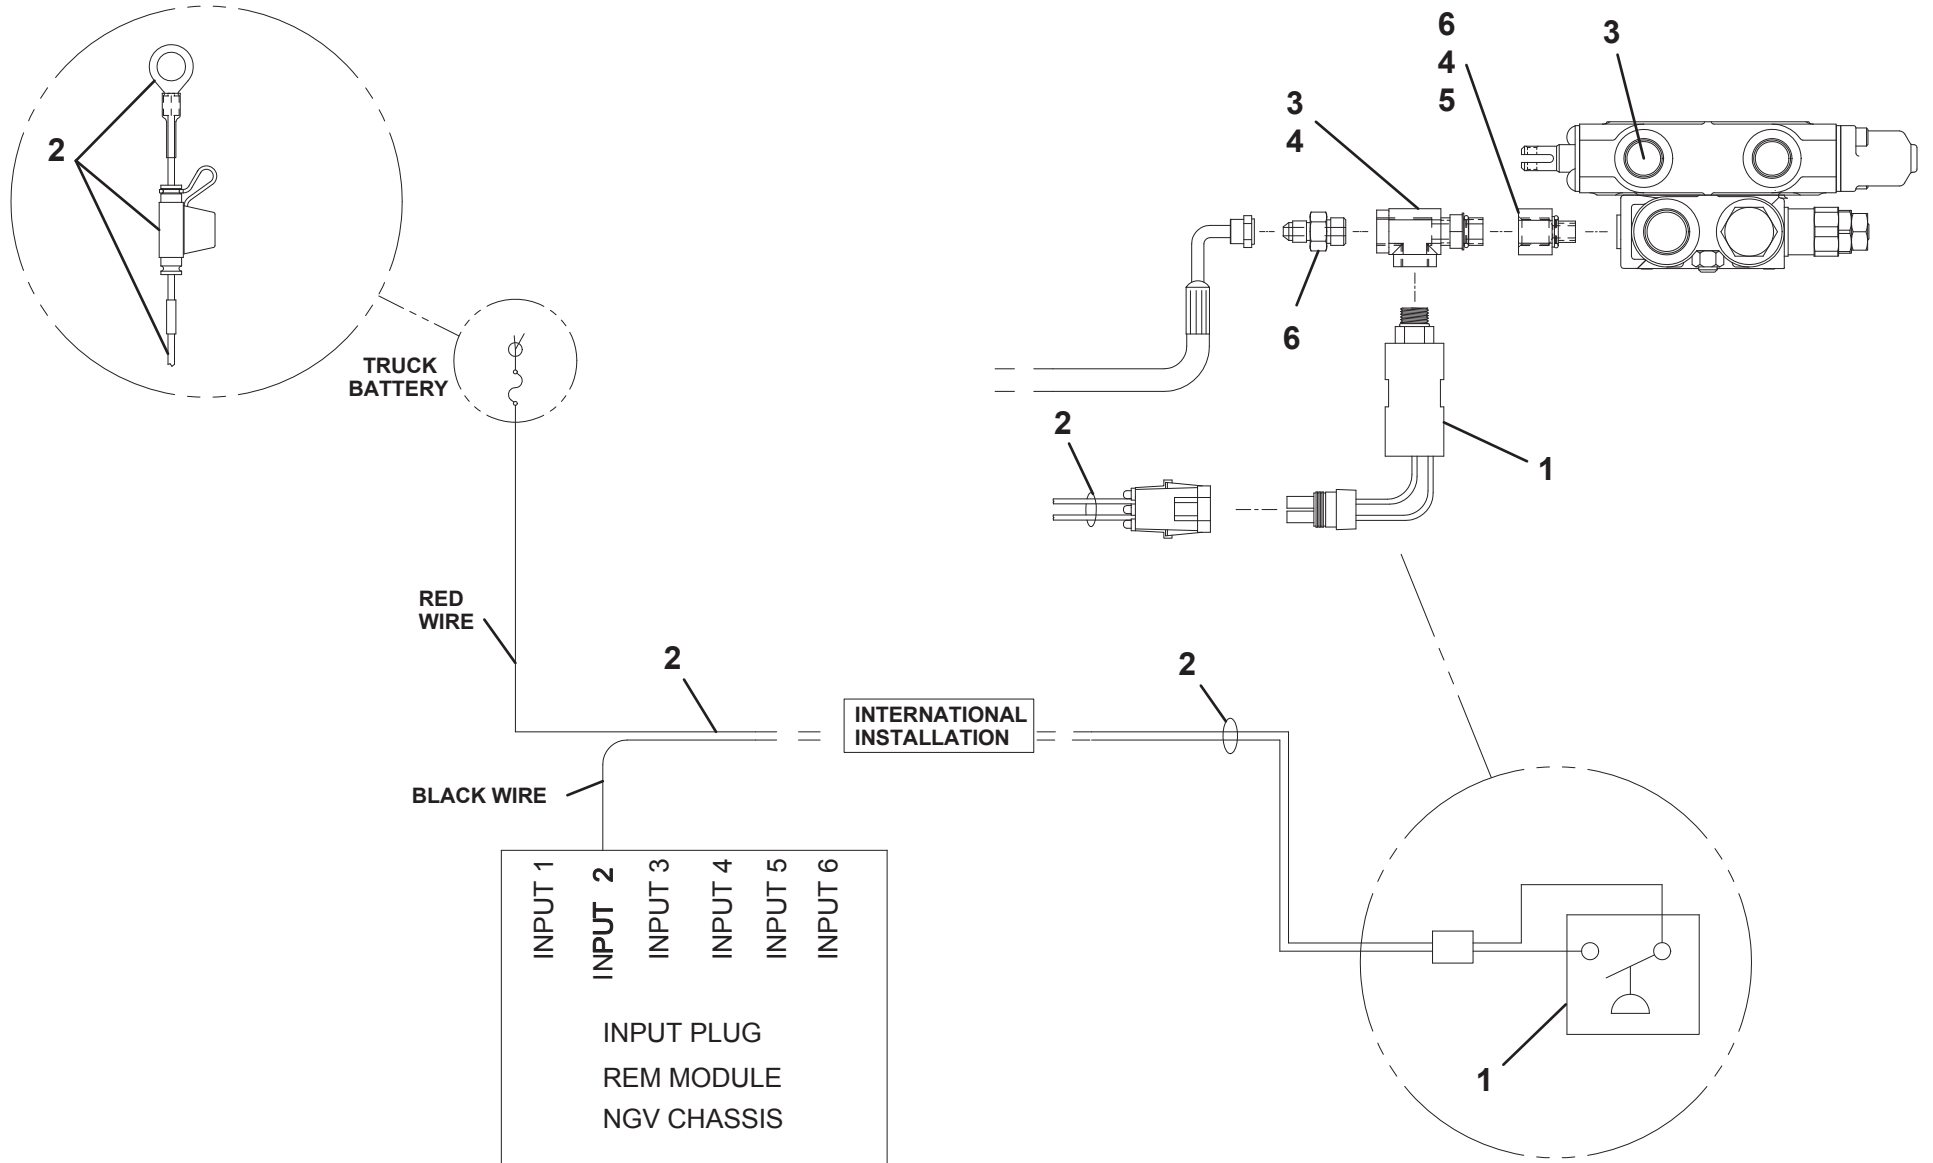 6
4
5
3
3
4
2
6
TRUCK
BATTERY
2
1
RED
WIRE
2
2
INTERNATIONAL
INSTALLATION
BLACK WIRE
INPUT 1
INPUT 2
INPUT 3
INPUT 4
INPUT 5
INPUT 6
INPUT PLUG
REM MODULE
NGV CHASSIS
1